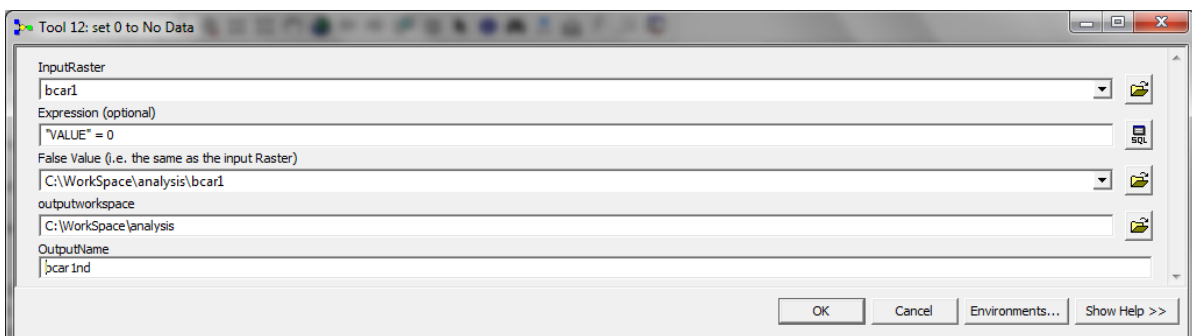 Tool 12: set 0 to No Data
InputRaster
bcar1
Expression (optional)
"VALUE" = 0
SQL
False Value (i.e. the same as the input Raster)
C:\WorkSpace\analysis\bcar1
outputworkspace
C:\WorkSpace\analysis
OutputName
bcar1nd
OK Cancel Environments... Show Help >>